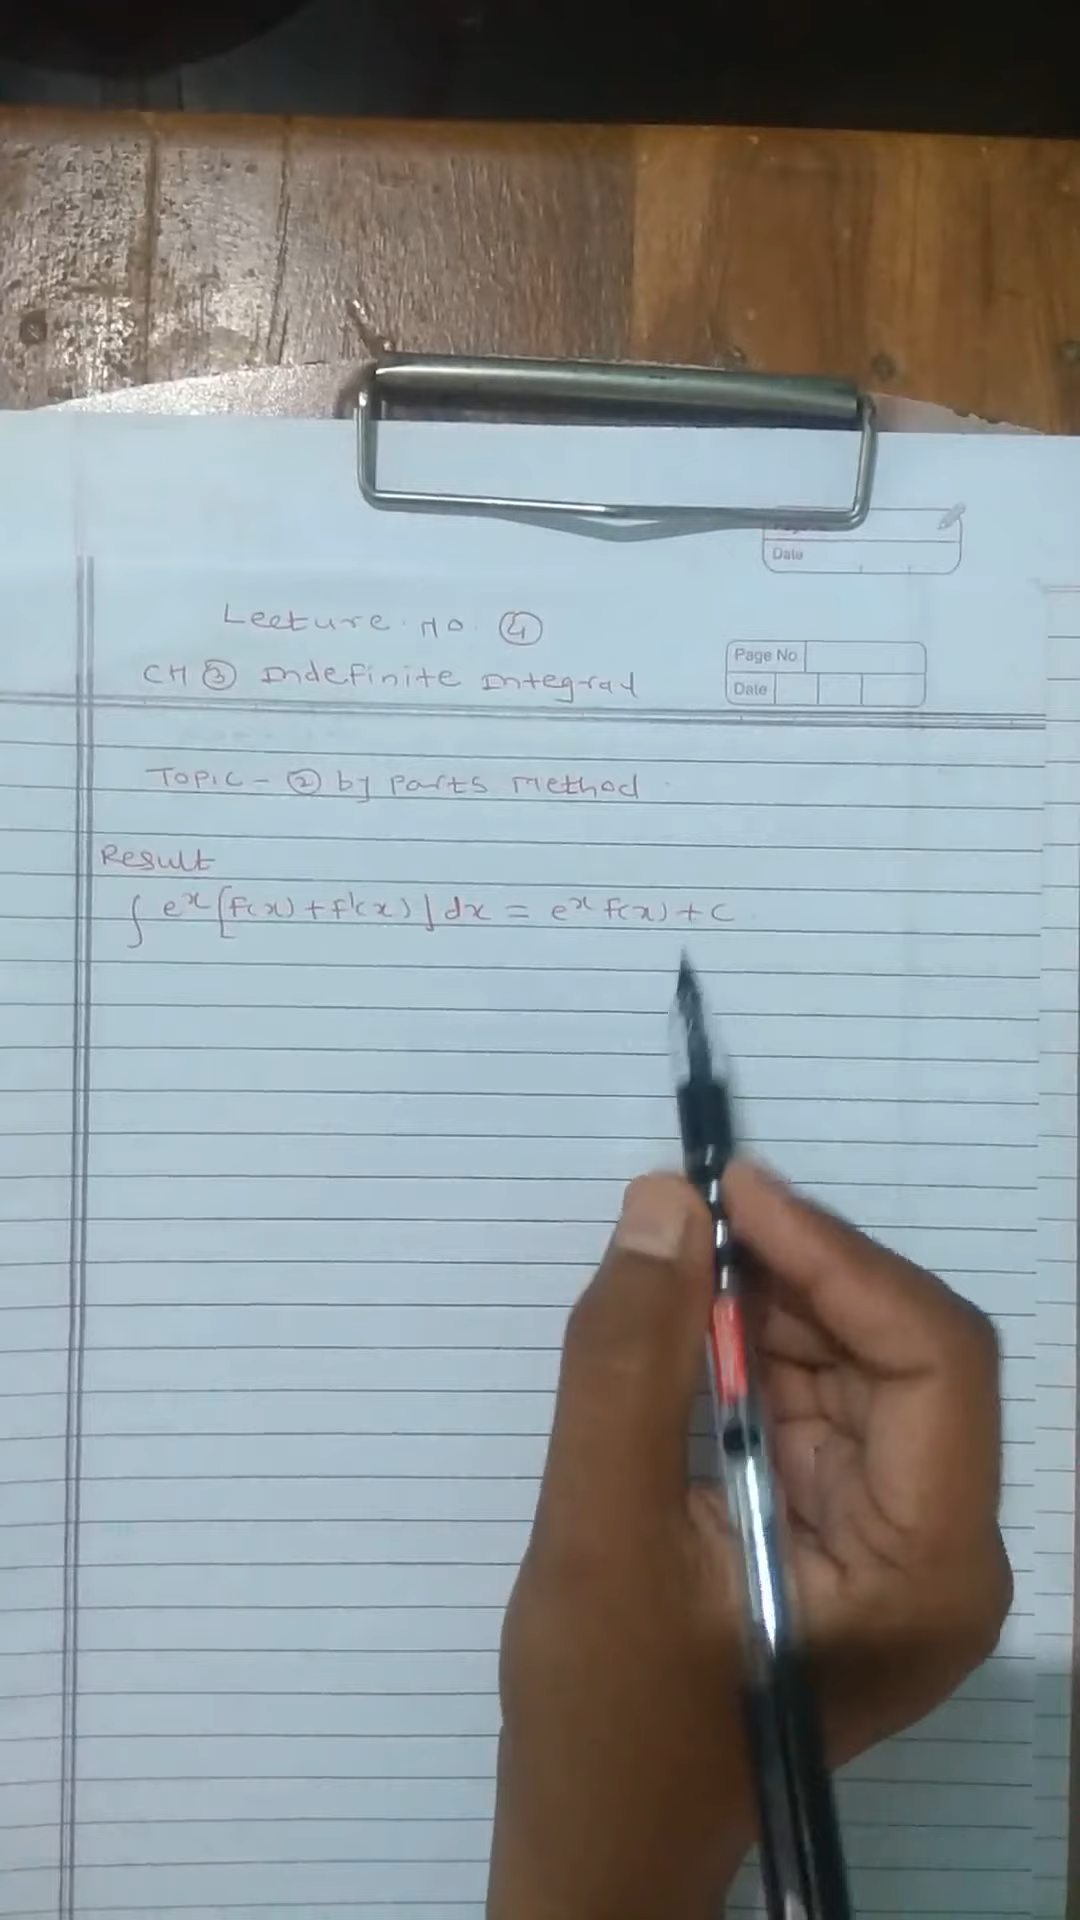 Date
Lecture No. 4
CH 3 Indefinite Integral
Page No
Date
Topic - 2 by parts method
Result
∫ eˣ [f(x) + f'(x)] dx = eˣ f(x) + c